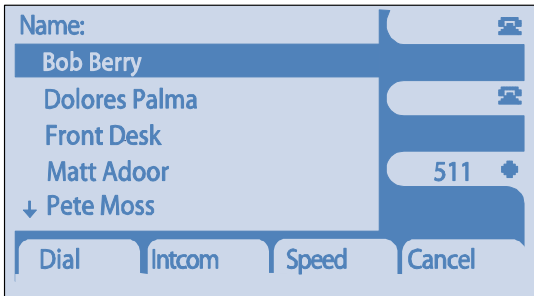 Name:
Bob Berry
Dolores Palma
Front Desk
Matt Adoor 511
Pete Moss
Dial Intcom Speed Cancel